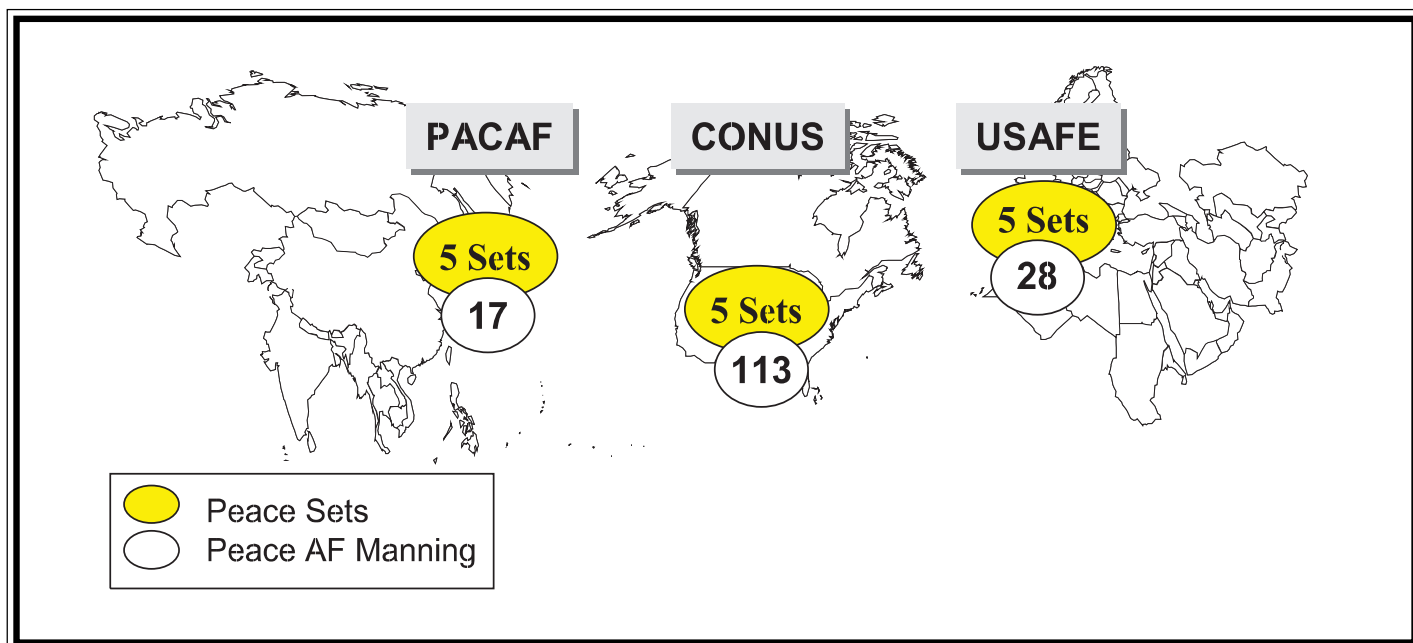 PACAF
CONUS
USAFE
5 Sets
17
5 Sets
113
5 Sets
28
Peace Sets
Peace AF Manning